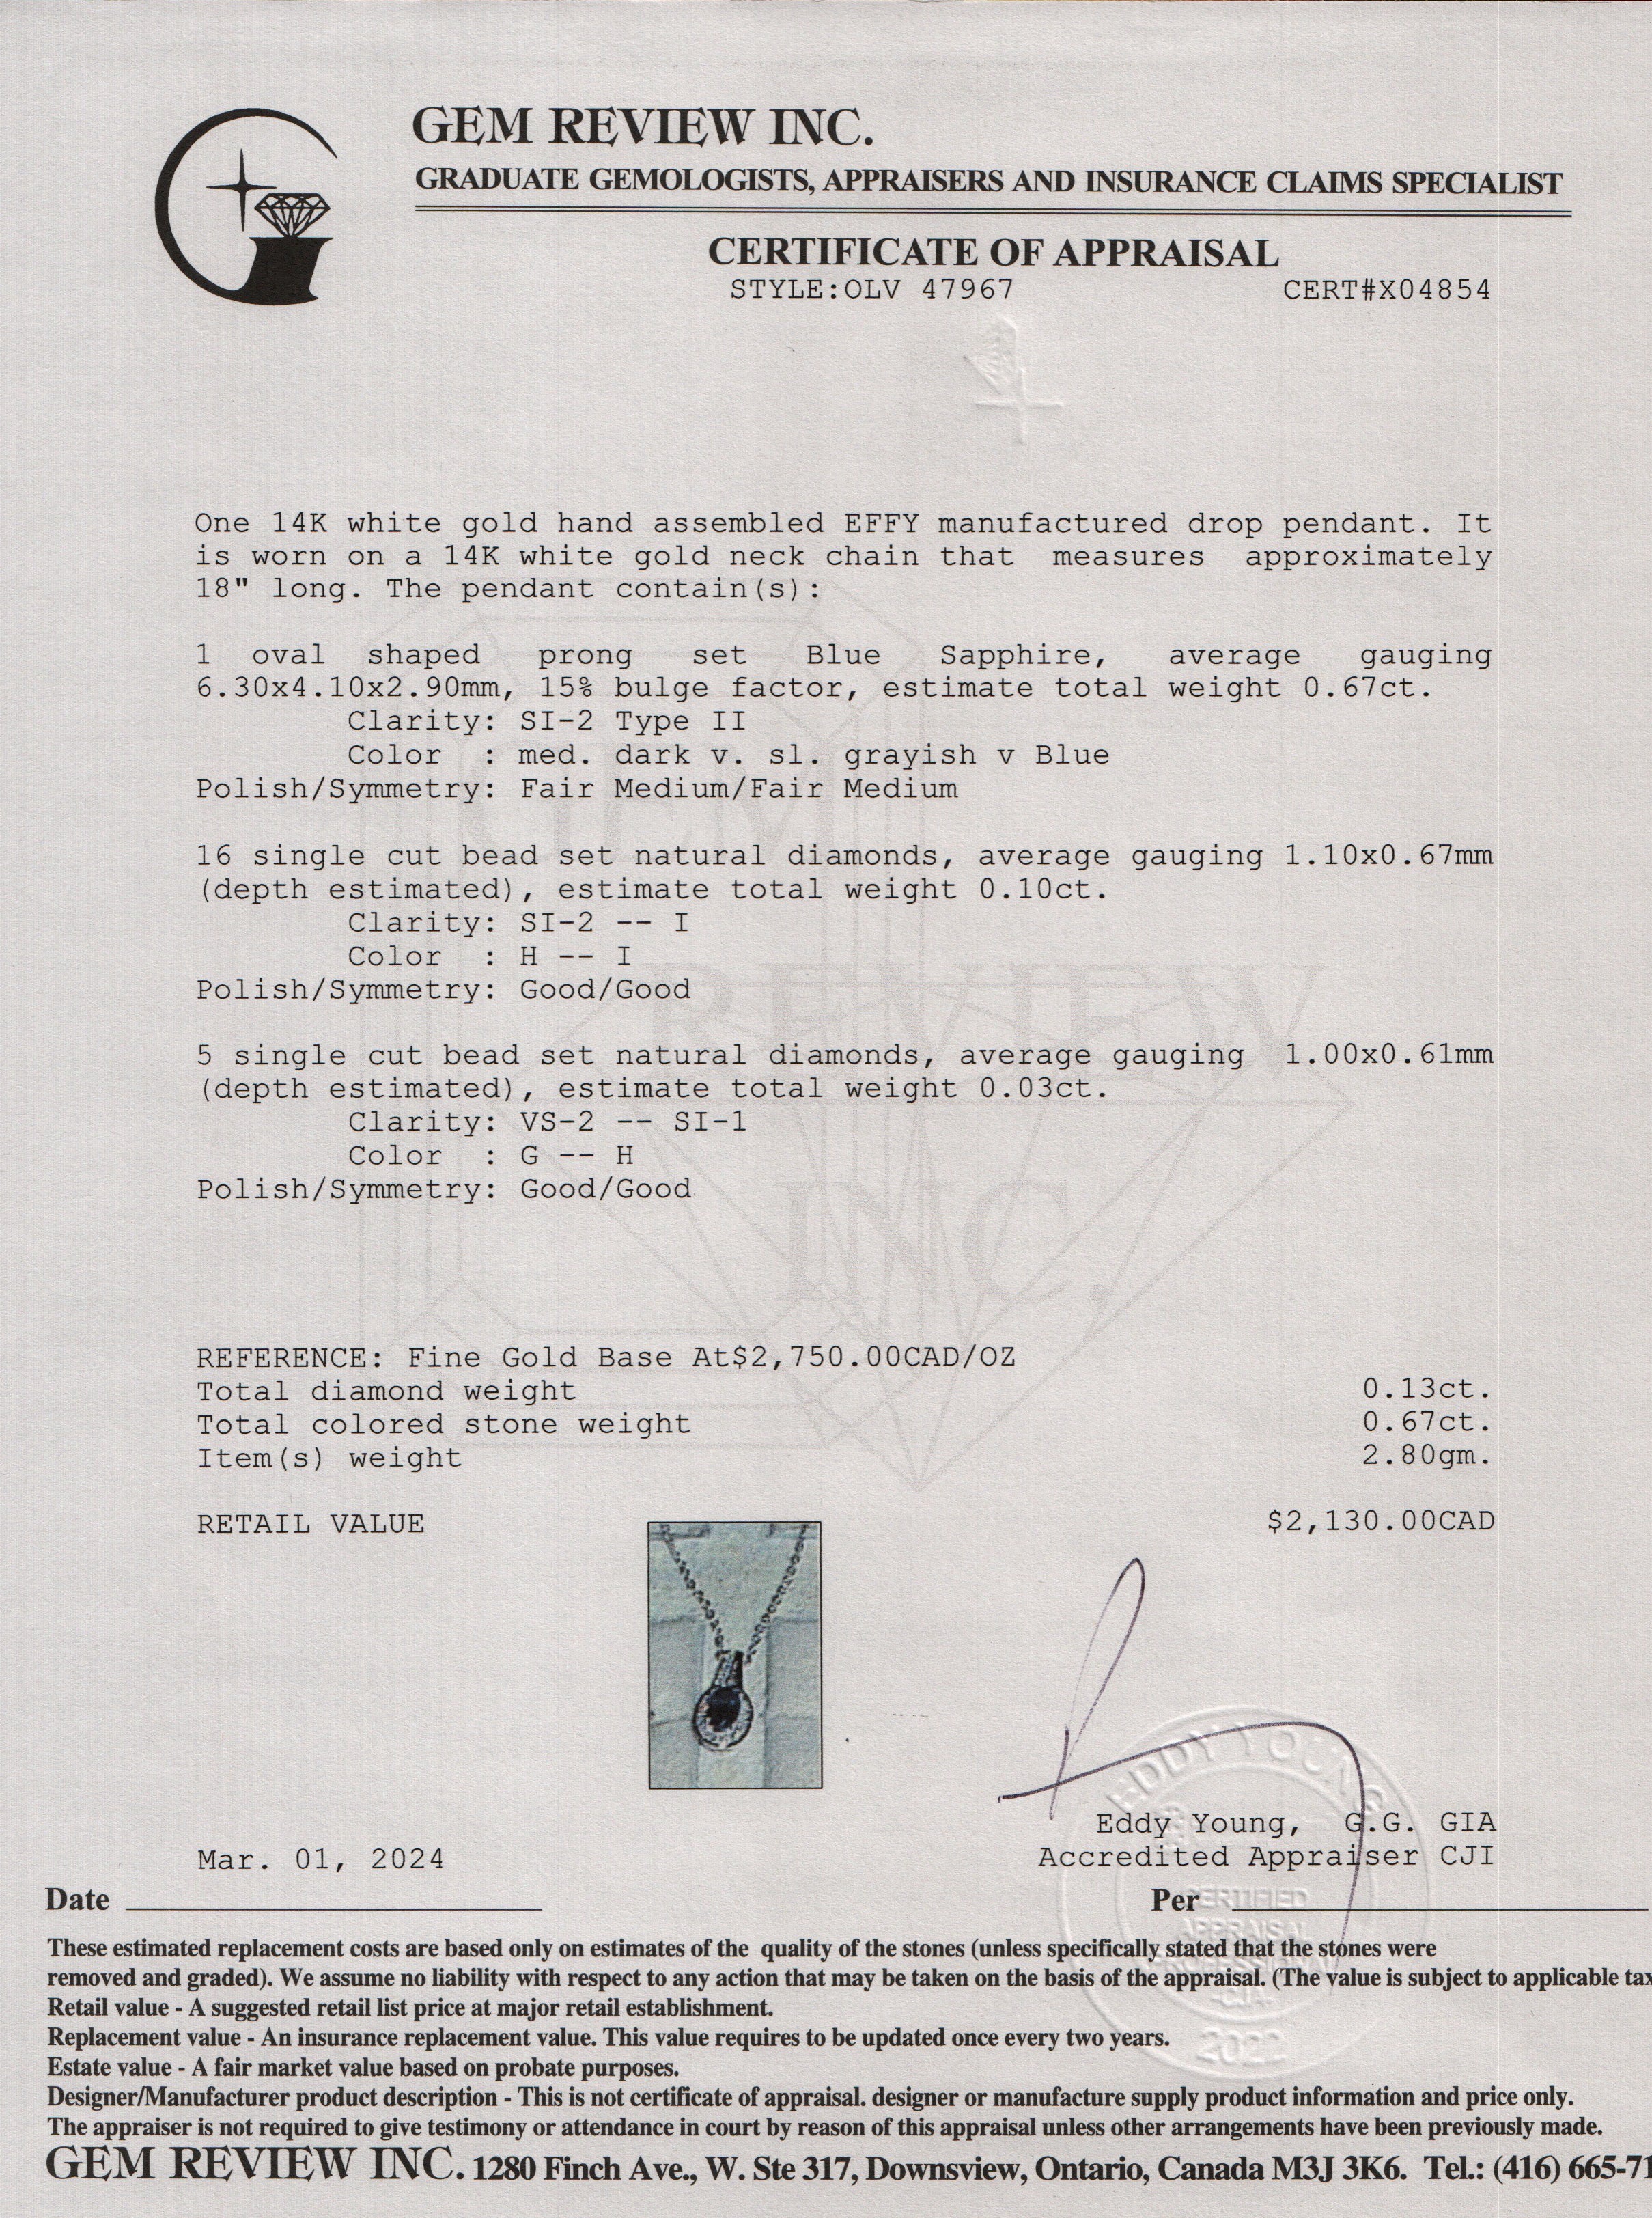 GEM REVIEW INC.
GRADUATE GEMOLOGISTS, APPRAISERS AND INSURANCE CLAIMS SPECIALIST
CERTIFICATE OF APPRAISAL
STYLE:OLV 47967 CERT#X04854
One 14K white gold hand assembled EFFY manufactured drop pendant. It
is worn on a 14K white gold neck chain that measures approximately
18" long. The pendant contain(s):
1 oval shaped prong set Blue Sapphire, average gauging
6.30x4.10x2.90mm, 15% bulge factor, estimate total weight 0.67ct.
Clarity: SI-2 Type II
Color : med. dark v. sl. grayish v Blue
Polish/Symmetry: Fair Medium/Fair Medium
16 single cut bead set natural diamonds, average gauging 1.10x0.67mm
(depth estimated), estimate total weight 0.10ct.
Clarity: SI-2 -- I
Color : H -- I
Polish/Symmetry: Good/Good
5 single cut bead set natural diamonds, average gauging 1.00x0.61mm
(depth estimated), estimate total weight 0.03ct.
Clarity: VS-2 -- SI-1
Color : G -- H
Polish/Symmetry: Good/Good
GEM
REVIEW
INC.
REFERENCE: Fine Gold Base At$2,750.00CAD/OZ
Total diamond weight 0.13ct.
Total colored stone weight 0.67ct.
Item(s) weight 2.80gm.
RETAIL VALUE $2,130.00CAD
EDDY YOUNG
Eddy Young, G.G. GIA
Mar. 01, 2024 Accredited Appraiser CJI
Date Per
CERTIFIED
APPRAISAL
PROFESSIONAL
2022
These estimated replacement costs are based only on estimates of the quality of the stones (unless specifically stated that the stones were
removed and graded). We assume no liability with respect to any action that may be taken on the basis of the appraisal. (The value is subject to applicable tax
Retail value - A suggested retail list price at major retail establishment.
Replacement value - An insurance replacement value. This value requires to be updated once every two years.
Estate value - A fair market value based on probate purposes.
Designer/Manufacturer product description - This is not certificate of appraisal. designer or manufacture supply product information and price only.
The appraiser is not required to give testimony or attendance in court by reason of this appraisal unless other arrangements have been previously made.
GEM REVIEW INC. 1280 Finch Ave., W. Ste 317, Downsview, Ontario, Canada M3J 3K6. Tel.: (416) 665-71